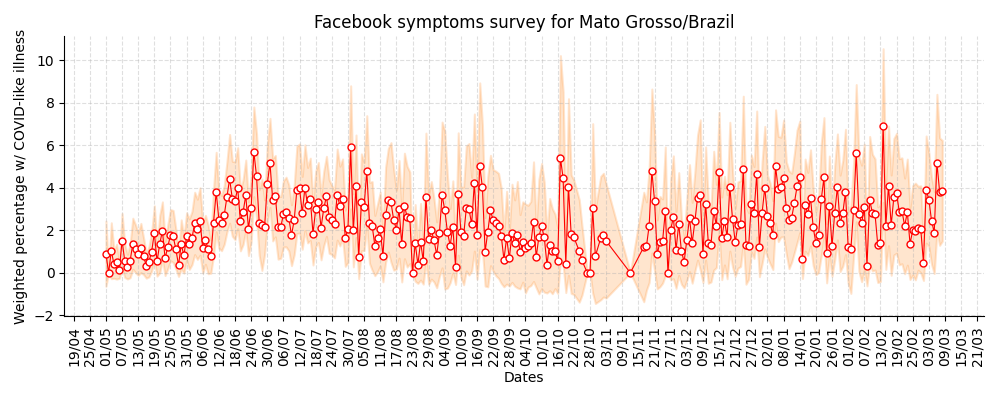 Facebook symptoms survey for Mato Grosso/Brazil
Weighted percentage w/ COVID-like illness
10
8
6
4
2
0
−2
19/04 25/04 01/05 07/05 13/05 19/05 25/05 31/05 06/06 12/06 18/06 24/06 30/06 06/07 12/07 18/07 24/07 30/07 05/08 11/08 17/08 23/08 29/08 04/09 10/09 16/09 22/09 28/09 04/10 10/10 16/10 22/10 28/10 03/11 09/11 15/11 21/11 27/11 03/12 09/12 15/12 21/12 27/12 02/01 08/01 14/01 20/01 26/01 01/02 07/02 13/02 19/02 25/02 03/03 09/03 15/03 21/03
Dates